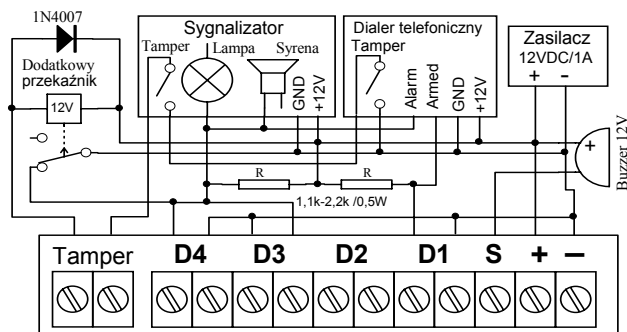 1N4007
Dodatkowy
przekaźnik
12V
Sygnalizator
Tamper
Lampa
Syrena
GND
+12V
Dialer telefoniczny
Tamper
Alarm
Armed
GND
+12V
Zasilacz
12VDC/1A
+ -
Buzzer 12V
+
R
R
1,1k-2,2k /0,5W
Tamper D4 D3 D2 D1 S + −